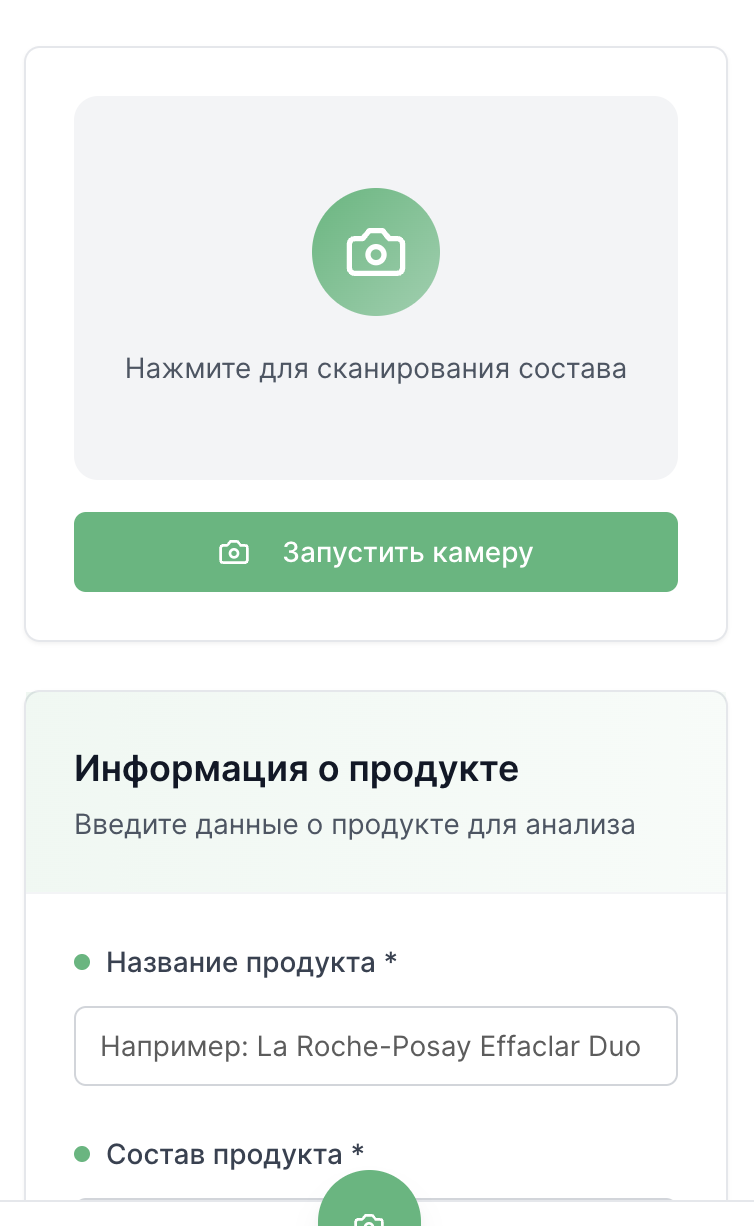 Нажмите для сканирования состава
Запустить камеру
Информация о продукте
Введите данные о продукте для анализа
Название продукта *
Например: La Roche-Posay Effaclar Duo
Состав продукта *